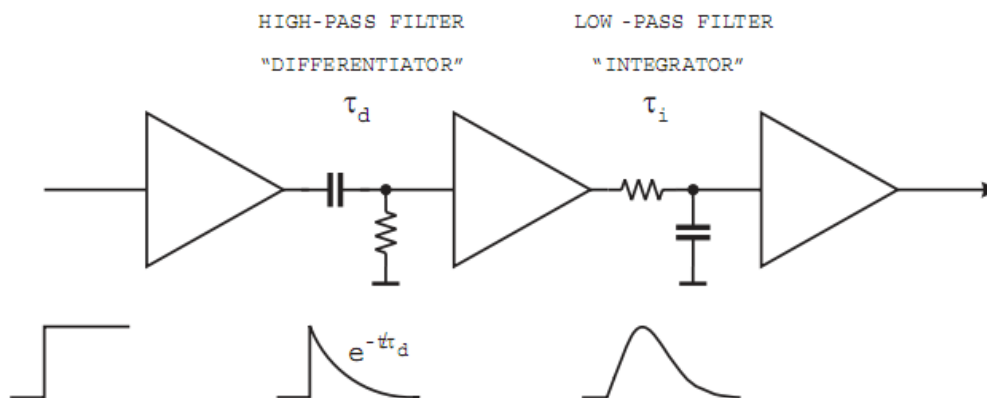 HIGH-PASS FILTER LOW -PASS FILTER
“DIFFERENTIATOR” “INTEGRATOR”
τd τi
e-t/τd